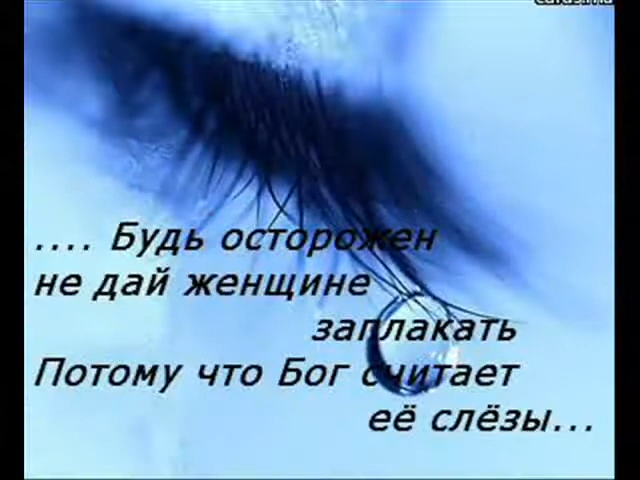 .... Будь осторожен
не дай женщине
заплакать
Потому что Бог считает
её слёзы...